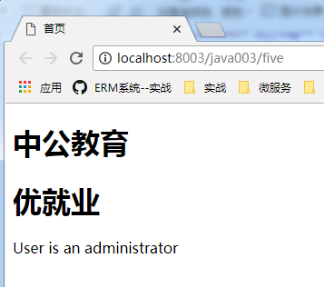 首页
localhost:8003/java003/five
应用 ERM系统--实战 实战 微服务
中公教育
优就业
User is an administrator